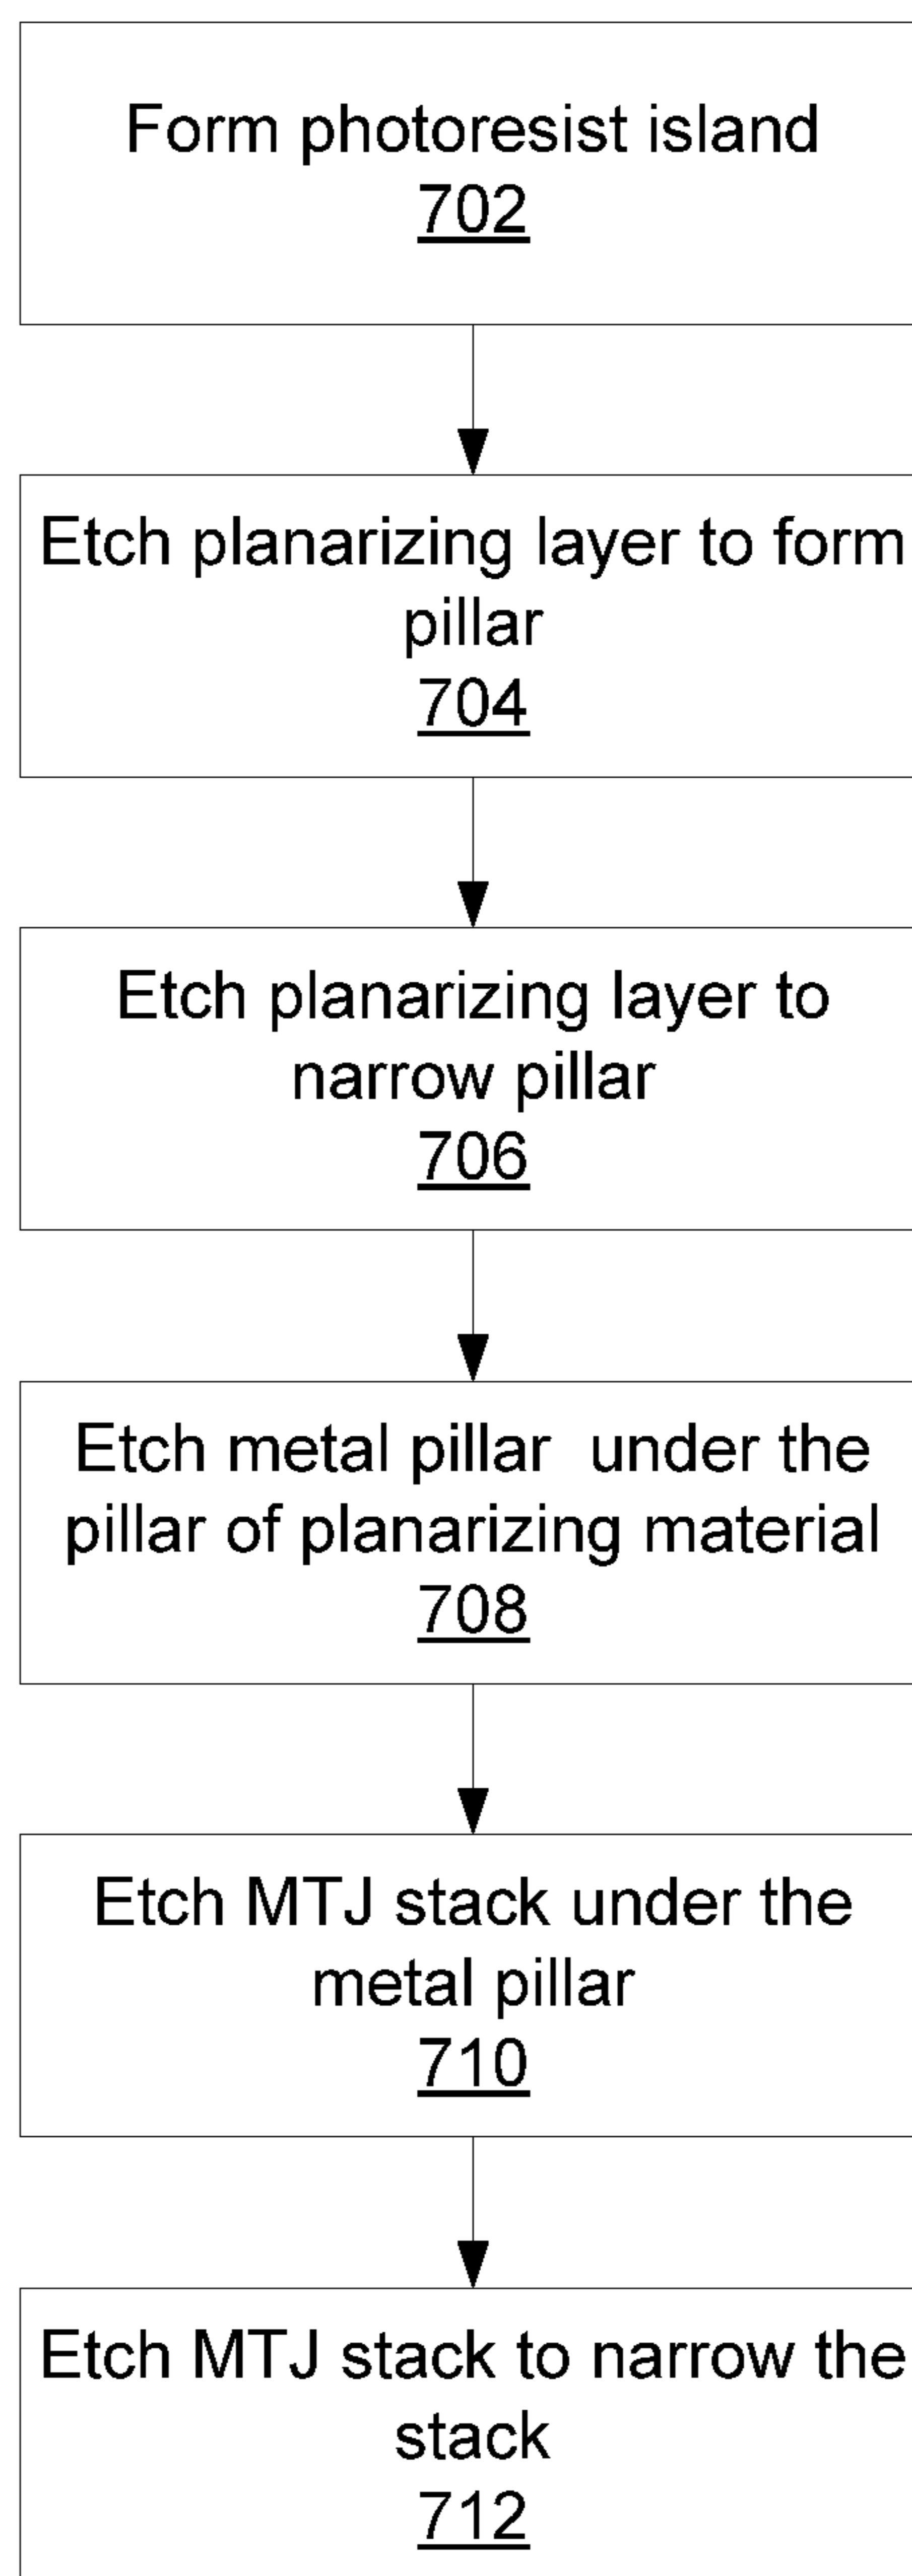 Form photoresist island
702
Etch planarizing layer to form
pillar
704
Etch planarizing layer to
narrow pillar
706
Etch metal pillar  under the
pillar of planarizing material
708
Etch MTJ stack under the
metal pillar
710
Etch MTJ stack to narrow the
stack
712